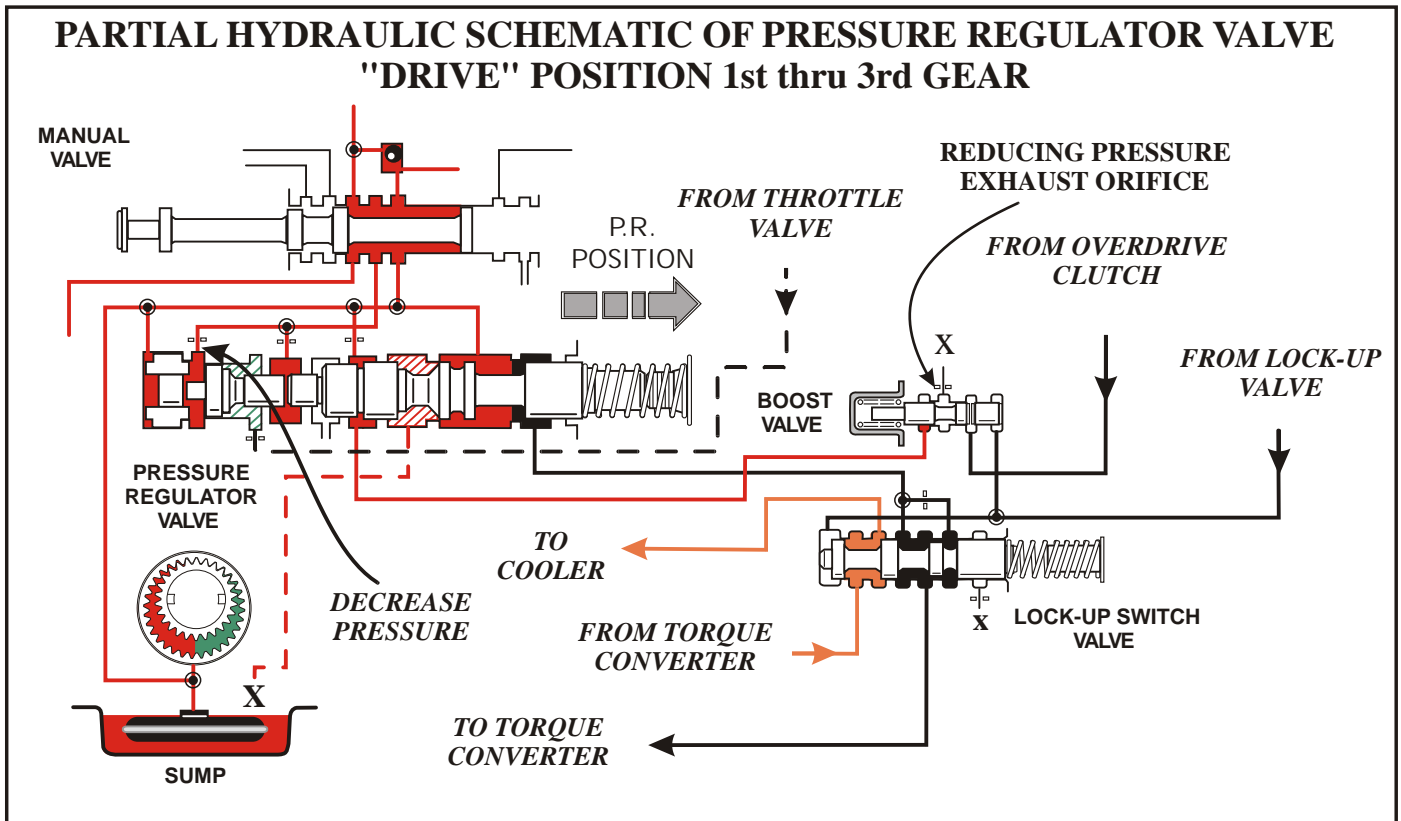 PARTIAL HYDRAULIC SCHEMATIC OF PRESSURE REGULATOR VALVE
"DRIVE" POSITION 1st thru 3rd GEAR
MANUAL
VALVE
P.R.
POSITION
FROM THROTTLE
VALVE
REDUCING PRESSURE
EXHAUST ORIFICE
FROM OVERDRIVE
CLUTCH
FROM LOCK-UP
VALVE
X
BOOST
VALVE
PRESSURE
REGULATOR
VALVE
DECREASE
PRESSURE
TO
COOLER
FROM TORQUE
CONVERTER
x
LOCK-UP SWITCH
VALVE
X
TO TORQUE
CONVERTER
SUMP